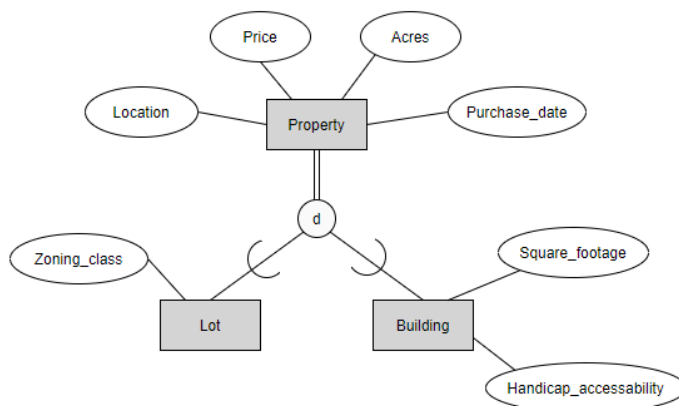 Price
Acres
Location
Property
Purchase_date
d
Zoning_class
Square_footage
Lot
Building
Handicap_accessability